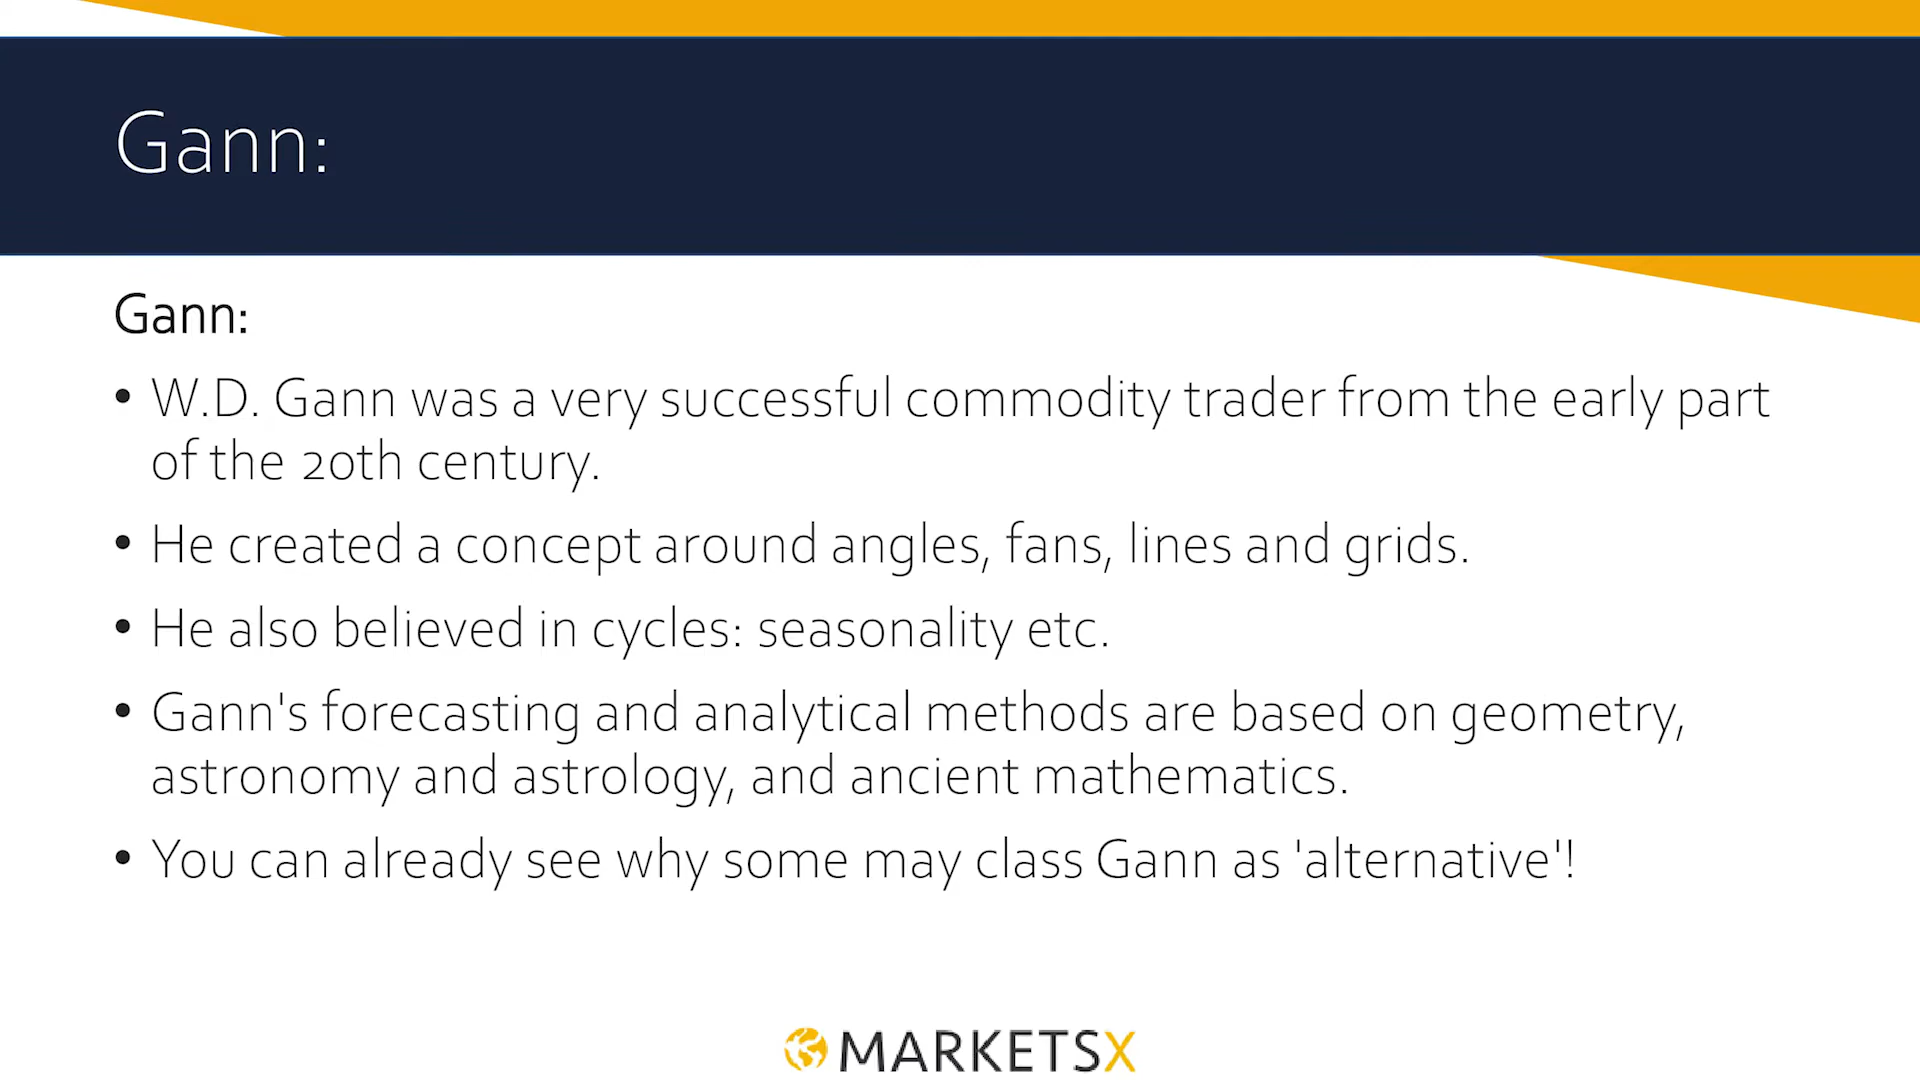 Gann:
Gann:
• W.D. Gann was a very successful commodity trader from the early part
of the 20th century.
• He created a concept around angles, fans, lines and grids.
• He also believed in cycles: seasonality etc.
• Gann's forecasting and analytical methods are based on geometry,
astronomy and astrology, and ancient mathematics.
• You can already see why some may class Gann as 'alternative'!
MARKETSX